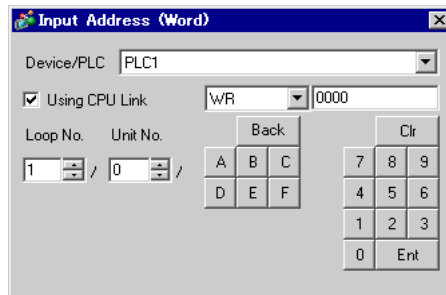 Input Address (Word)
Device/PLC PLC1
Using CPU Link WR 0000
Loop No. Unit No. Back Clr
1 / 0 / A B C 7 8 9
D E F 4 5 6
1 2 3
0 Ent